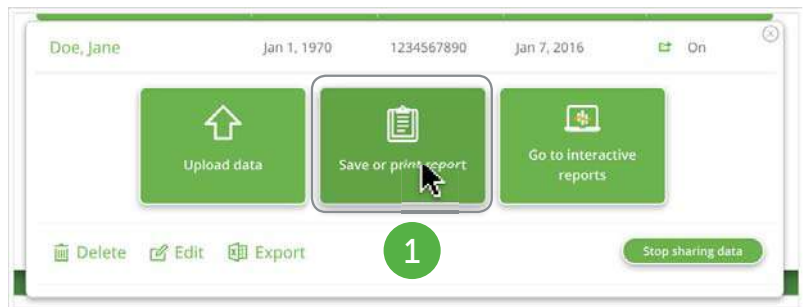 Doe, Jane Jan 1, 1970 1234567890 Jan 7, 2016 On
Upload data
Save or print report
Go to interactive
reports
Delete Edit Export
1
Stop sharing data